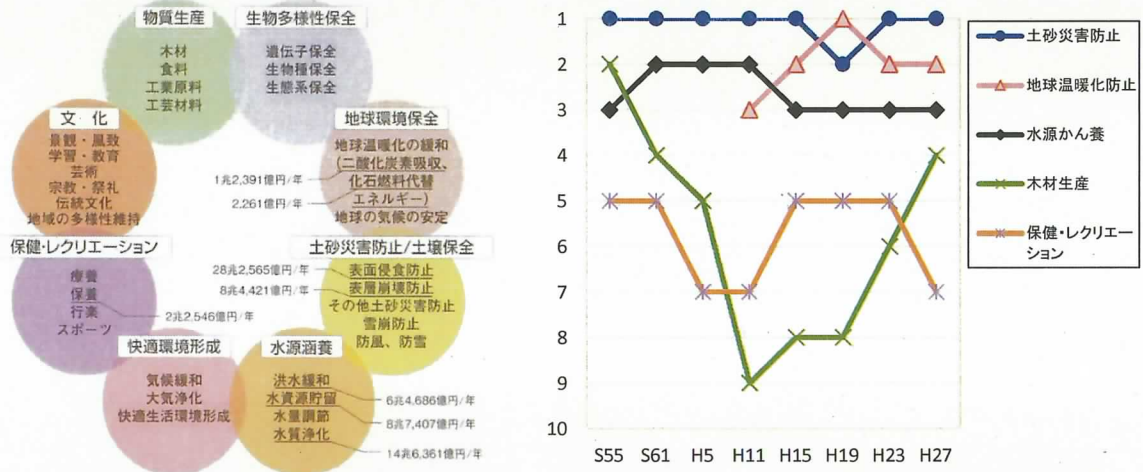 物質生産
木材
食料
工業原料
工芸材料
生物多様性保全
遺伝子保全
生物種保全
生態系保全
文 化
景観・風致
学習・教育
芸術
宗教・祭礼
伝統文化
地域の多様性維持
地球環境保全
地球温暖化の緩和
(二酸化炭素吸収、
化石燃料代替
エネルギー)
地球の気候の安定
1兆2,391億円/年
2,261億円/年
保健・レクリエーション
療養
保養
行楽
スポーツ
2兆2,546億円/年
土砂災害防止/土壌保全
表面侵食防止
表層崩壊防止
その他土砂災害防止
雪崩防止
防風、防雪
28兆2,565億円/年
8兆4,421億円/年
快適環境形成
気候緩和
大気浄化
快適生活環境形成
水源涵養
洪水緩和
水資源貯留
水量調節
水質浄化
6兆4,686億円/年
8兆7,407億円/年
14兆6,361億円/年
1
2
3
4
5
6
7
8
9
10
S55 S61 H5 H11 H15 H19 H23 H27
土砂災害防止
地球温暖化防止
水源かん養
木材生産
保健・レクリエー
ション